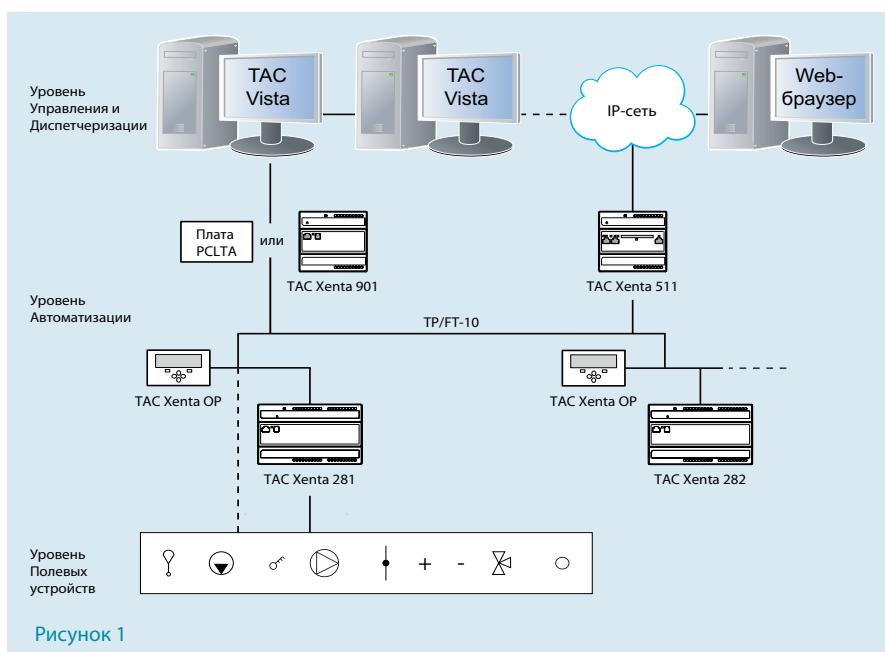 TAC
Vista
TAC
Vista
Web-
браузер
Уровень
Управления и
Диспетчеризации
IP-сеть
Плата
PCLTA
или
TAC Xenta 901
TAC Xenta 511
Уровень
Автоматизации
TP/FT-10
TAC Xenta OP
TAC Xenta OP
TAC Xenta 281
TAC Xenta 282
Уровень
Полевых
устройств
+ -
Рисунок 1